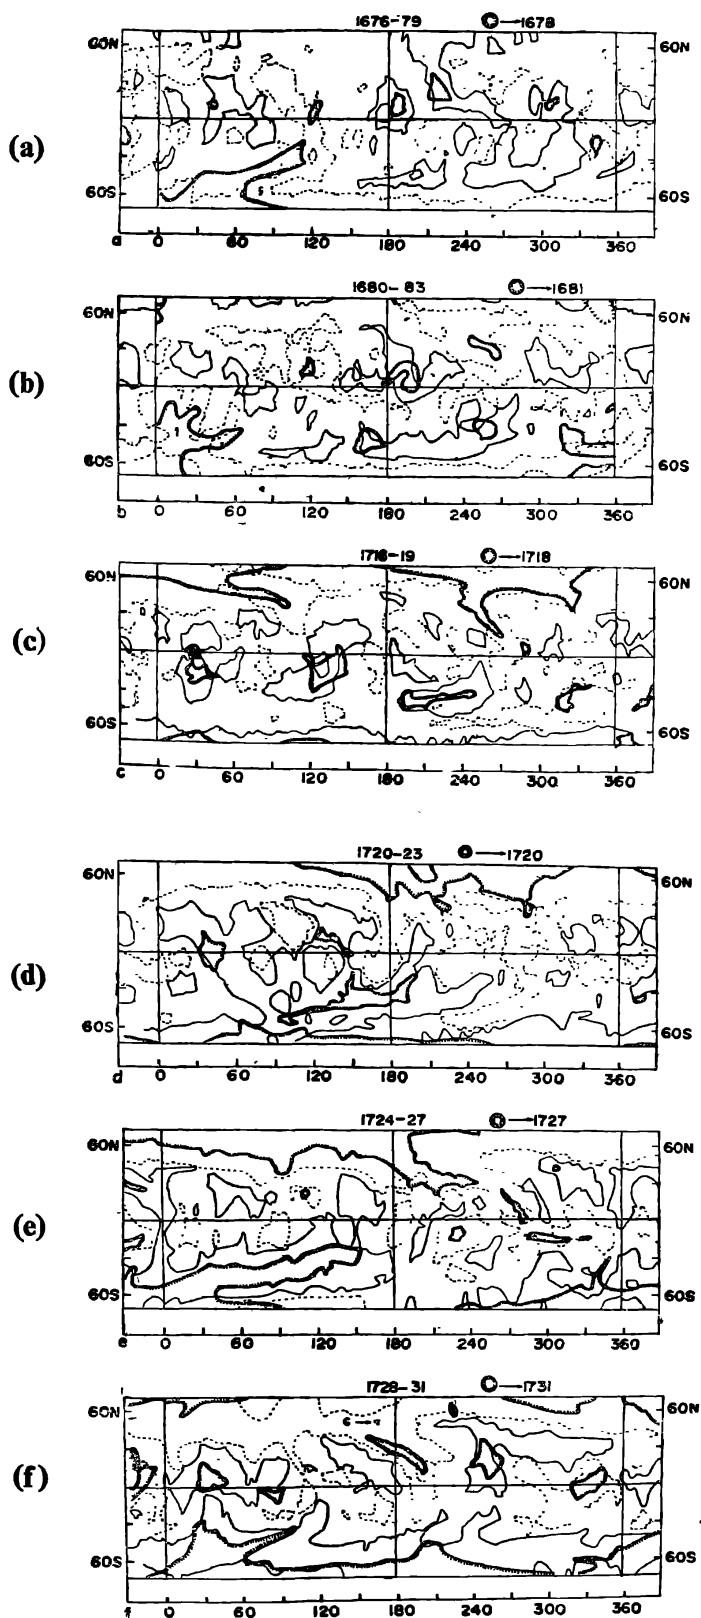 (a)
1676-79 → 1678
60N 60N
60S 5 60S
a 0 60 120 180 240 300 360
(b)
1680-83 → 1681
60N 60N
1
60S 60S
b 0 60 120 180 240 300 360
(c)
1716-19 → 1718
60N 60N
60S 60S
c 0 60 120 180 240 300 360
(d)
1720-23 → 1720
60N 60N
60S 60S
d 0 60 120 180 240 300 360
(e)
1724-27 → 1727
60N 60N
60S 60S
e 0 60 120 180 240 300 360
(f)
1728-31 → 1731
60N 60N
60S 60S
f 0 60 120 180 240 300 360